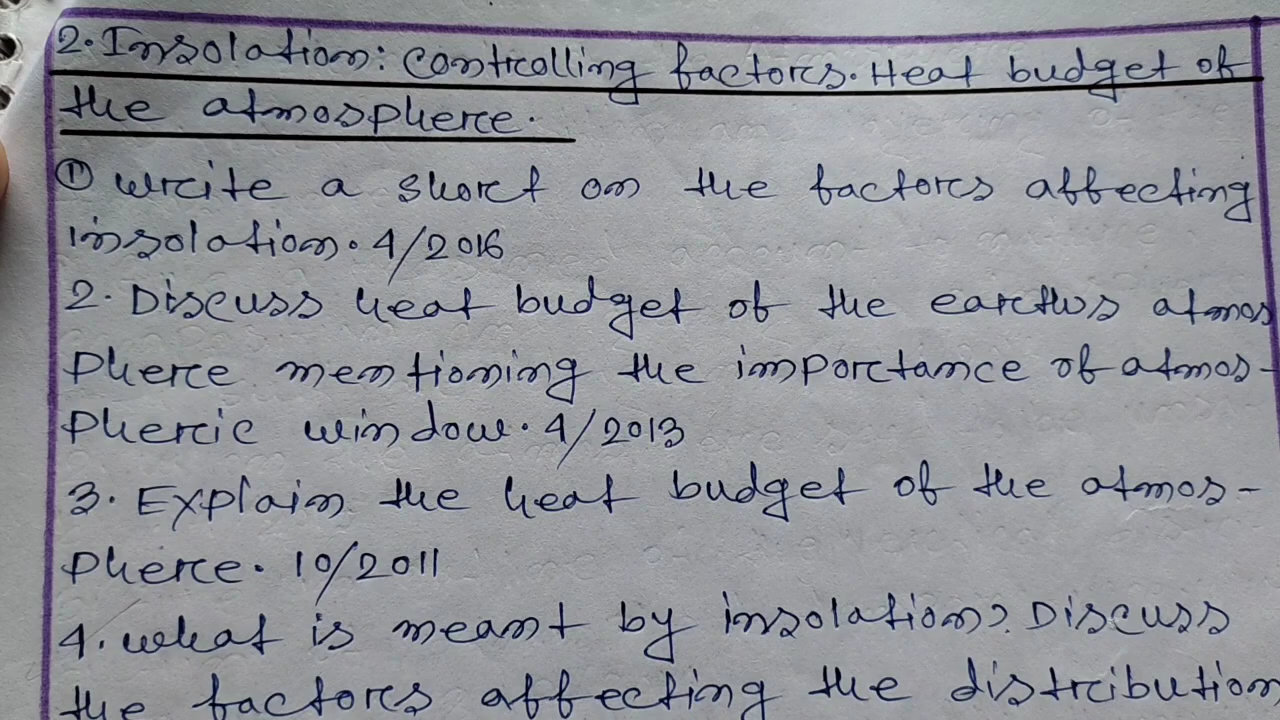 2. Insolation: Controlling factors. Heat budget of
the atmosphere.
① Write a short on the factors affecting
insolation. 4/2016
2. Discuss heat budget of the earths atmos
phere mentioning the importance of atmos-
pheric window. 4/2013
3. Explain the heat budget of the atmos-
phere. 10/2011
4. What is meant by insolation? Discuss
the factors affecting the distribution